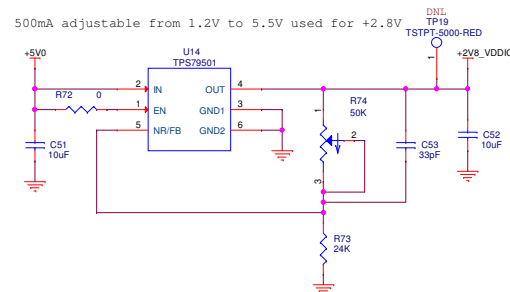 500mA adjustable from 1.2V to 5.5V used for +2.8V
DNL
TP19
TSTPT-5000-RED
+5V0
U14
TPS79501
+2V8_VDDIO
1
2
IN
OUT
4
R72
0
1
EN
GND1
3
5
NR/FB
GND2
6
R74
50K
1
2
3
C51
10uF
C53
33pF
C52
10uF
R73
24K